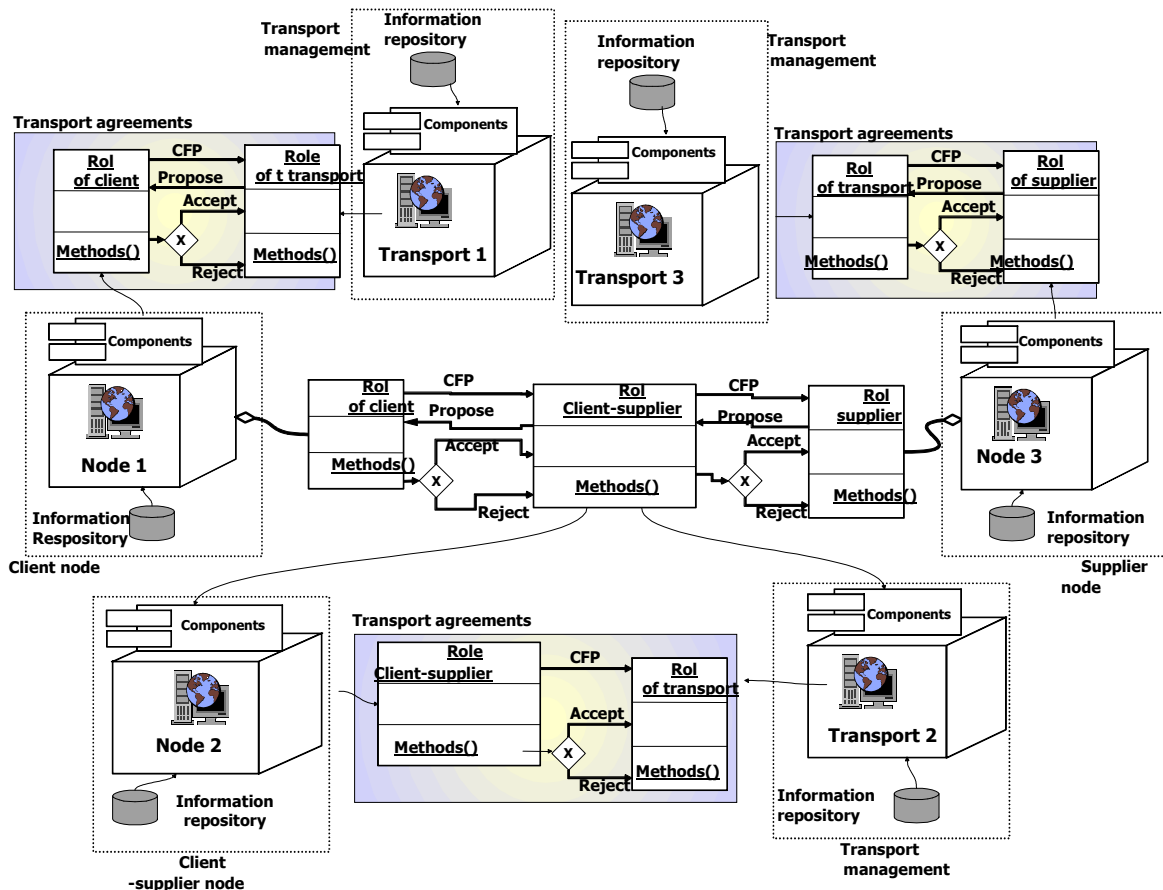 Transport
management
Information
repository
Components
Transport 1
Information
repository
Transport
management
Components
Transport 3
Transport agreements
Rol
of client
Methods()
CFP
Propose
Accept
X
Reject
Role
of t transport
Methods()
Transport agreements
Rol
of transport
Methods()
CFP
Propose
Accept
X
Reject
Rol
of supplier
Methods()
Components
Node 1
Information
Respository
Client node
Rol
of client
Methods()
CFP
Propose
Accept
X
Reject
Rol
Client-supplier
Methods()
CFP
Propose
Accept
X
Reject
Rol
supplier
Methods()
Components
Node 3
Information
repository
Supplier
node
Components
Node 2
Information
repository
Client
-supplier node
Transport agreements
Role
Client-supplier
Methods()
CFP
Accept
X
Reject
Rol
of transport
Methods()
Components
Transport 2
Information
repository
Transport
management